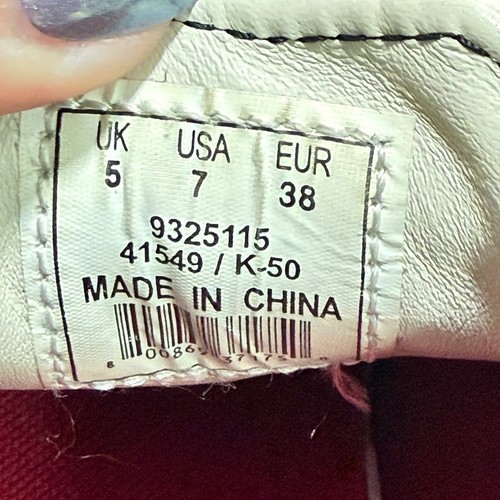 UK USA EUR
5 7 38
9325115
41549 / K-50
MADE IN CHINA